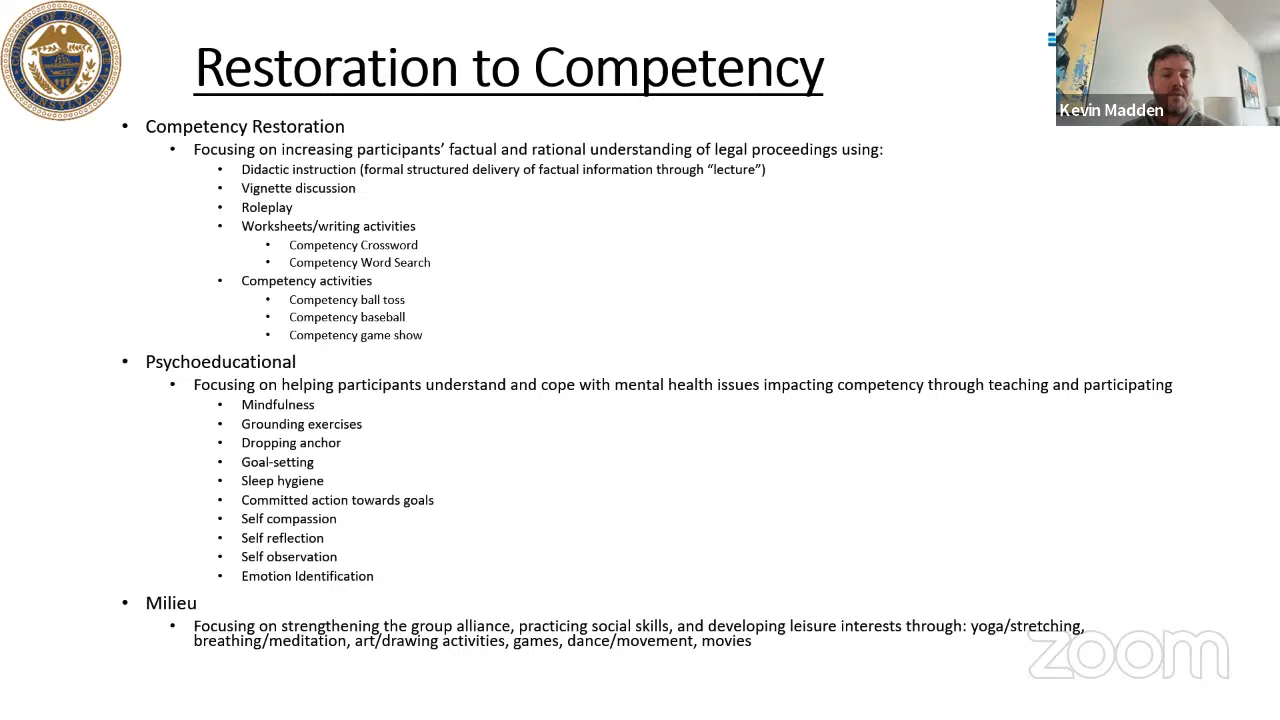 COUNTY OF DELAWARE
PENNSYLVANIA
Restoration to Competency
Kevin Madden
• Competency Restoration
• Focusing on increasing participants’ factual and rational understanding of legal proceedings using:
• Didactic instruction (formal structured delivery of factual information through “lecture”)
• Vignette discussion
• Roleplay
• Worksheets/writing activities
• Competency Crossword
• Competency Word Search
• Competency activities
• Competency ball toss
• Competency baseball
• Competency game show
• Psychoeducational
• Focusing on helping participants understand and cope with mental health issues impacting competency through teaching and participating
• Mindfulness
• Grounding exercises
• Dropping anchor
• Goal-setting
• Sleep hygiene
• Committed action towards goals
• Self compassion
• Self reflection
• Self observation
• Emotion Identification
• Milieu
• Focusing on strengthening the group alliance, practicing social skills, and developing leisure interests through: yoga/stretching,
breathing/meditation, art/drawing activities, games, dance/movement, movies
zoom